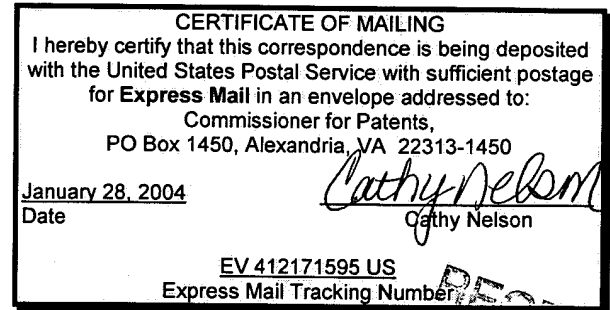 CERTIFICATE OF MAILING
I hereby certify that this correspondence is being deposited
with the United States Postal Service with sufficient postage
for Express Mail in an envelope addressed to:
Commissioner for Patents,
PO Box 1450, Alexandria, VA 22313-1450
Cathy Nelson
January 28, 2004
Date Cathy Nelson
EV 412171595 US
Express Mail Tracking Number